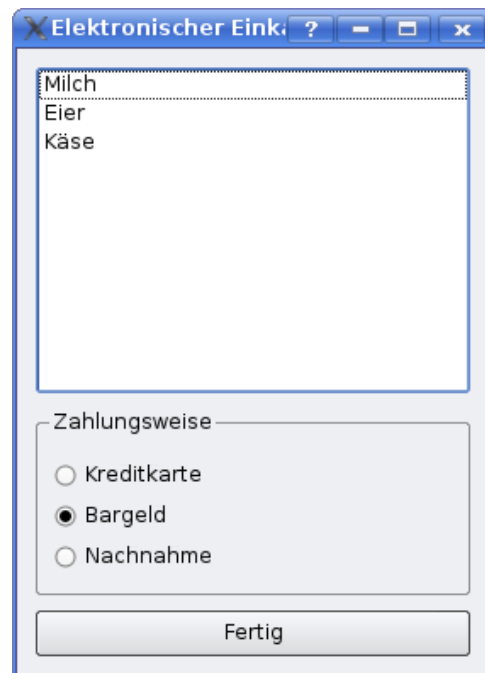 Elektronischer Eink
Milch
Eier
Käse
Zahlungsweise
Kreditkarte
Bargeld
Nachnahme
Fertig